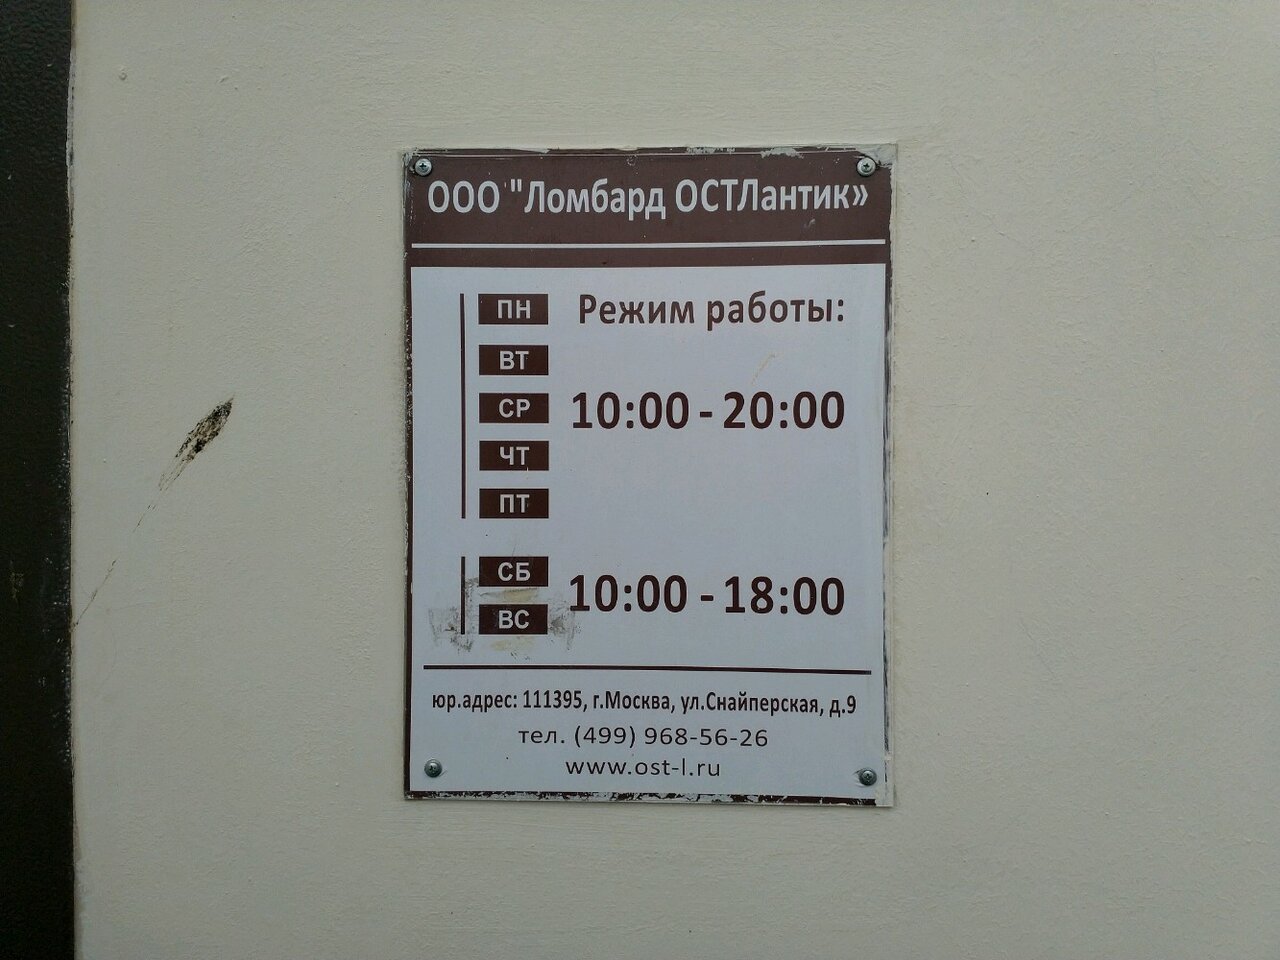 ООО "Ломбард ОСТЛантик»
ПН Режим работы:
ВТ
СР 10:00 - 20:00
ЧТ
ПТ
СБ
10:00 - 18:00
ВС
юр.адрес: 111395, г.Москва, ул.Снайперская, д.9
тел. (499) 968-56-26
www.ost-l.ru